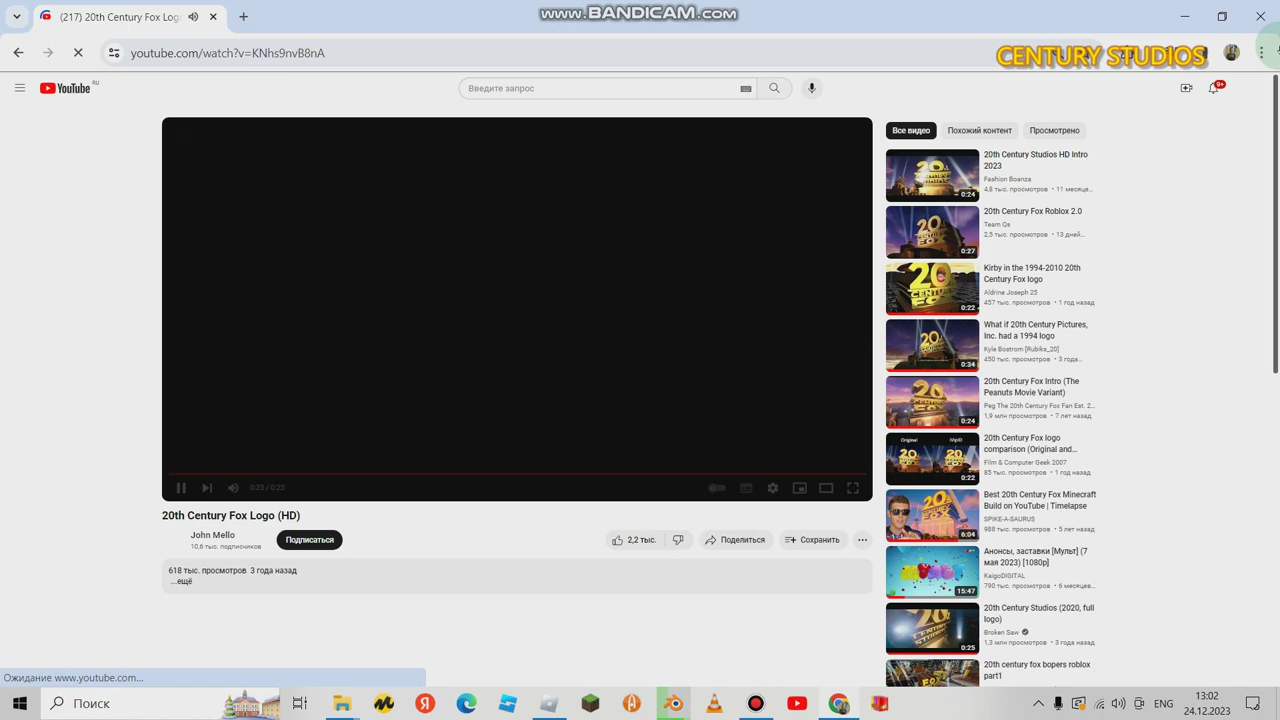 www.BANDICAM.com
(217) 20th Century Fox Logo (HD)
youtube.com/watch?v=KNhs9nvB8nA
CENTURY STUDIOS
YouTube RU
Введите запрос
9+
Все видео
Похожий контент
Просмотрено
20th Century Studios HD Intro
2023
Fashion Boanza
4,8 тыс. просмотров • 11 месяце...
0:24
20th Century Fox Roblox 2.0
Team Qs
2,5 тыс. просмотров • 13 дней...
0:27
Kirby in the 1994-2010 20th
Century Fox logo
Aldrine Joseph 25
457 тыс. просмотров • 1 год назад
0:22
What if 20th Century Pictures,
Inc. had a 1994 logo
Kyle Bostrom [Rubiks_20]
450 тыс. просмотров • 3 года...
0:34
20th Century Fox Intro (The
Peanuts Movie Variant)
Peg The 20th Century Fox Fan Est. 2...
1,9 млн просмотров • 7 лет назад
0:24
20th Century Fox logo
comparison (Original and...
Film & Computer Geek 2007
85 тыс. просмотров • 1 год назад
Original
0:22
Best 20th Century Fox Minecraft
Build on YouTube | Timelapse
SPIKE-A-SAURUS
988 тыс. просмотров • 5 лет назад
6:04
Анонсы, заставки [Мульт] (7
мая 2023) [1080p]
KaigoDIGITAL
790 тыс. просмотров • 6 месяцев...
15:47
20th Century Studios (2020, full
logo)
Broken Saw
1,3 млн просмотров • 3 года назад
0:25
20th century fox bopers roblox
part1
0:23 / 0:23
20th Century Fox Logo (HD)
John Mello
Подписаться
2,2 тыс.
Поделиться
Сохранить
618 тыс. просмотров 3 года назад
...ещё
Ожидание www.youtube.com...
Поиск
ENG
13:02
24.12.2023